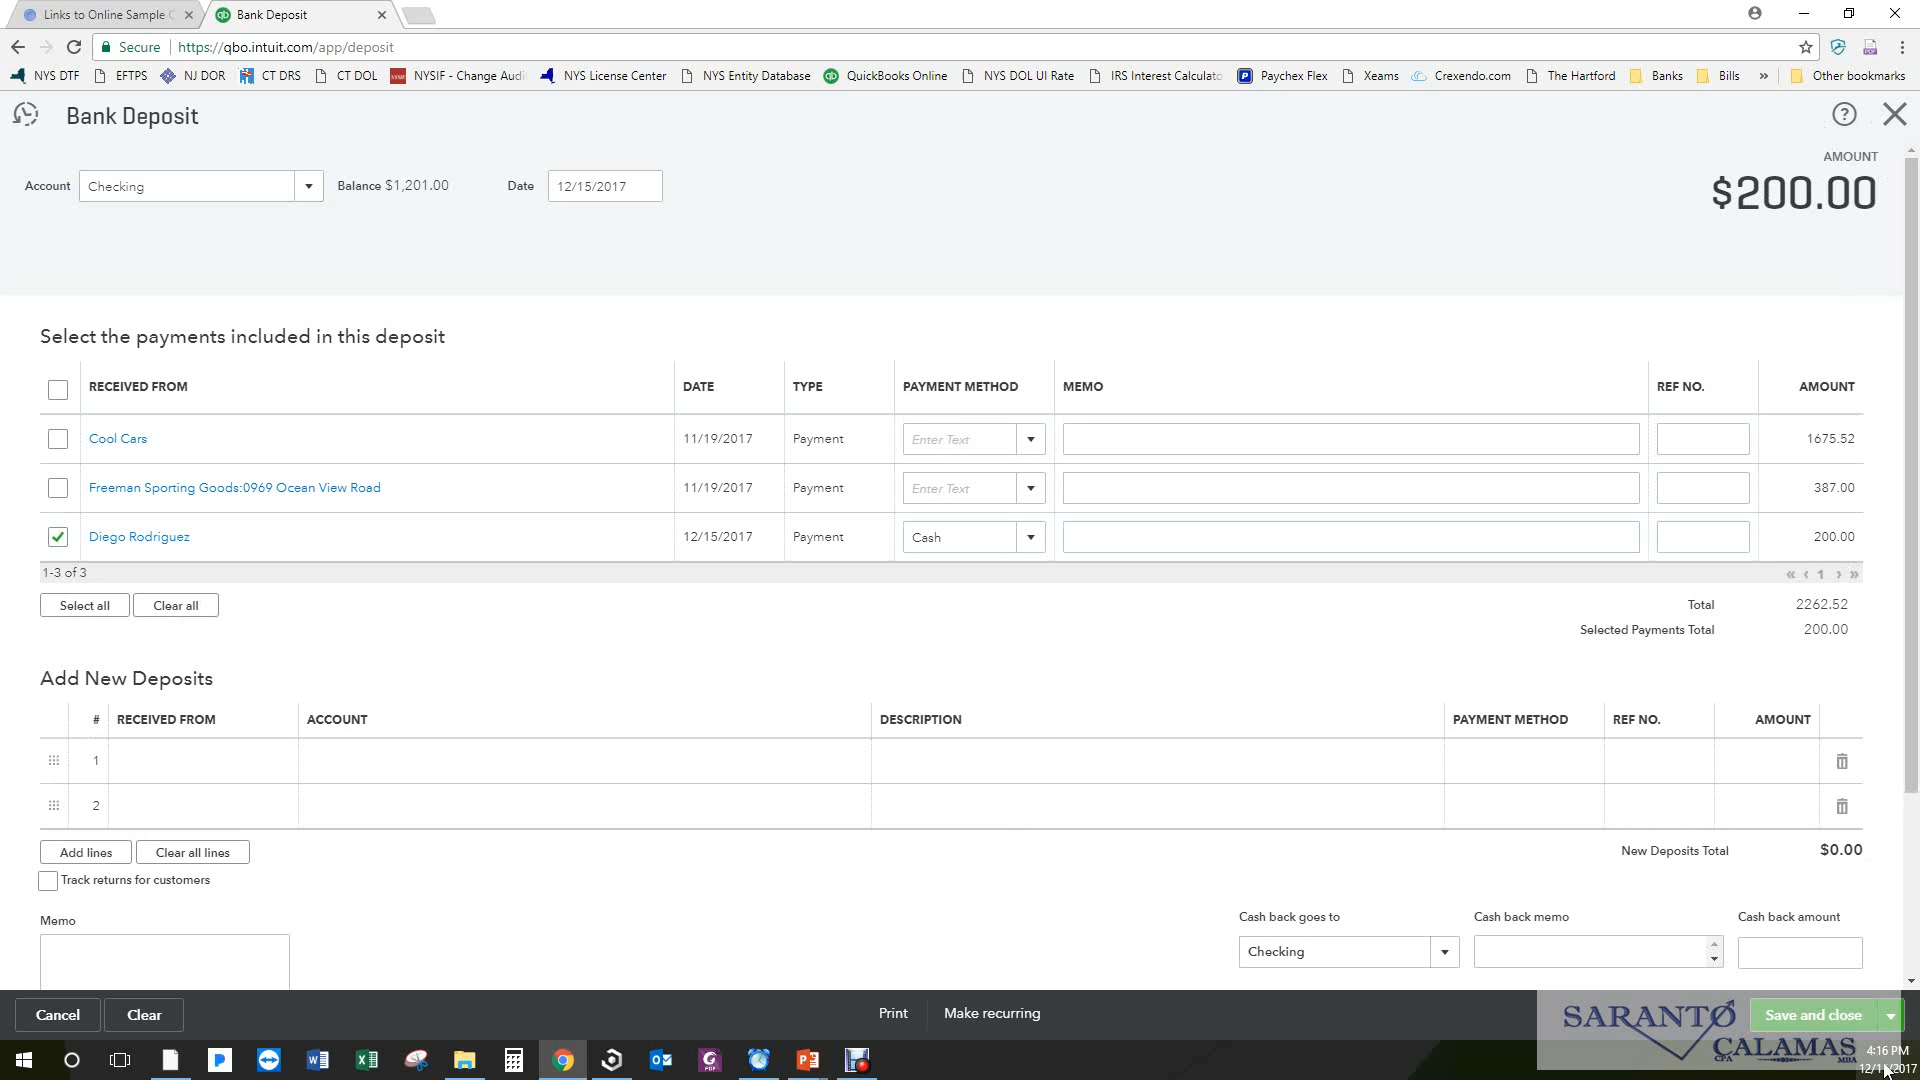 Links to Online Sample C
Bank Deposit
Secure https://qbo.intuit.com/app/deposit
NYS DTF EFTPS NJ DOR CT DRS CT DOL NYSIF - Change Audi NYS License Center NYS Entity Database QuickBooks Online NYS DOL UI Rate IRS Interest Calculato Paychex Flex Xeams Crexendo.com The Hartford Banks Bills » Other bookmarks
Bank Deposit
AMOUNT
$200.00
Account Checking Balance $1,201.00 Date 12/15/2017
Select the payments included in this deposit
RECEIVED FROM DATE TYPE PAYMENT METHOD MEMO REF NO. AMOUNT
Cool Cars 11/19/2017 Payment Enter Text 1675.52
Freeman Sporting Goods:0969 Ocean View Road 11/19/2017 Payment Enter Text 387.00
Diego Rodriguez 12/15/2017 Payment Cash 200.00
1-3 of 3 « ‹ 1 › »
Select all Clear all
Total 2262.52
Selected Payments Total 200.00
Add New Deposits
# RECEIVED FROM ACCOUNT DESCRIPTION PAYMENT METHOD REF NO. AMOUNT
1
2
Add lines Clear all lines New Deposits Total $0.00
Track returns for customers
Memo
Cash back goes to Cash back memo Cash back amount
Checking
Cancel Clear Print Make recurring Save and close
SARANTO
CALAMAS
CPA MBA
4:16 PM